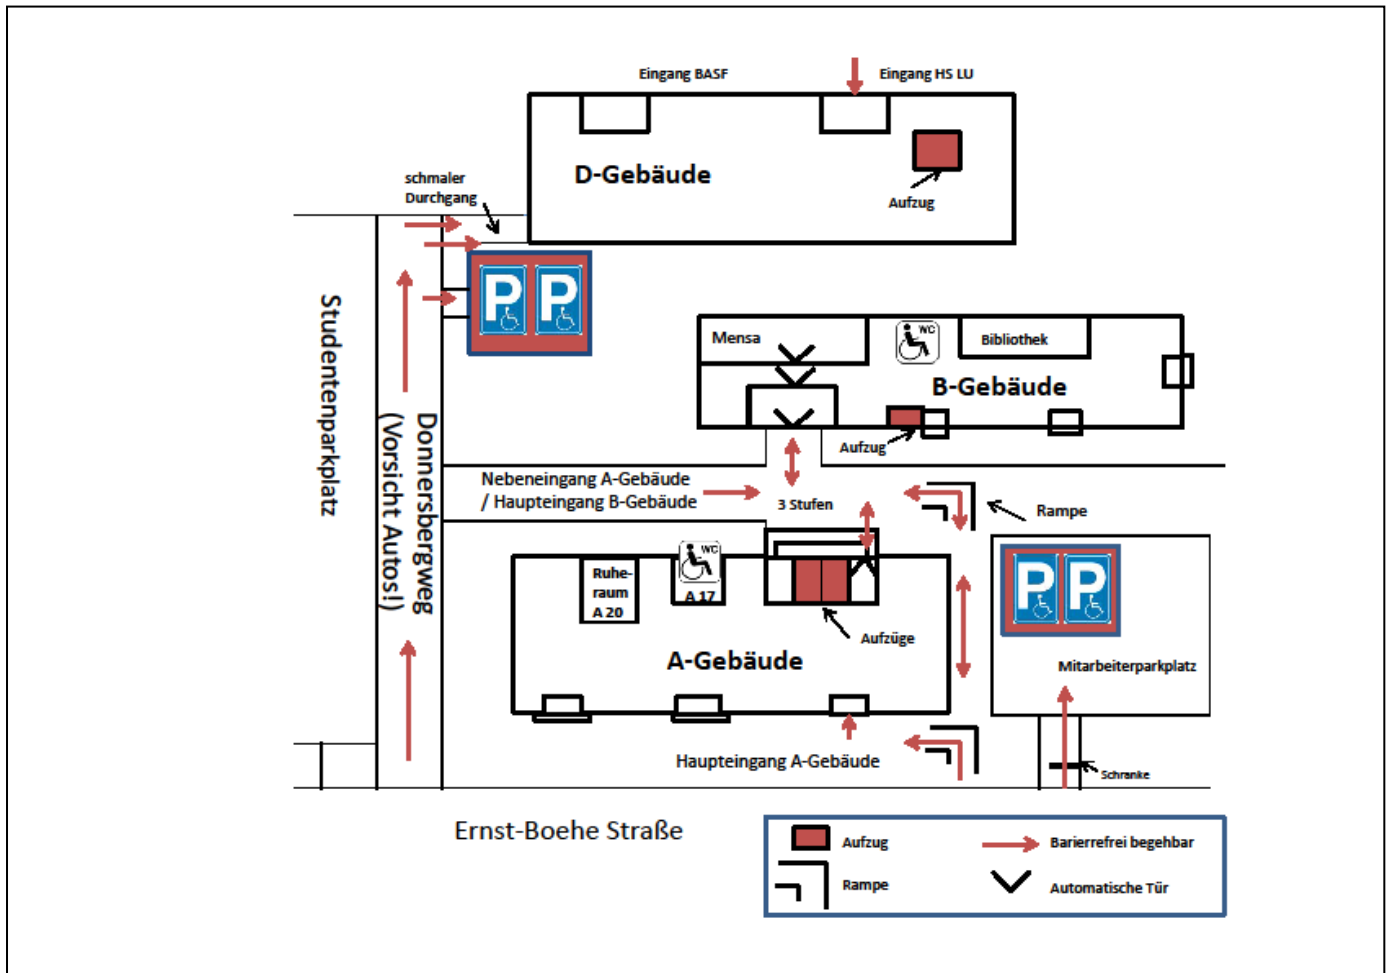 Eingang BASF
Eingang HS LU
D-Gebäude
Aufzug
schmaler
Durchgang
P P
Studentenparkplatz
Donnersbergweg
(Vorsicht Autos!)
Mensa
WC
Bibliothek
B-Gebäude
Aufzug
Nebeneingang A-Gebäude
/ Haupteingang B-Gebäude
3 Stufen
Rampe
Ruhe-
raum
A 20
WC
A 17
Aufzüge
A-Gebäude
P P
Mitarbeiterparkplatz
Haupteingang A-Gebäude
Schranke
Ernst-Boehe Straße
Aufzug
Barierrefrei begehbar
Rampe
Automatische Tür